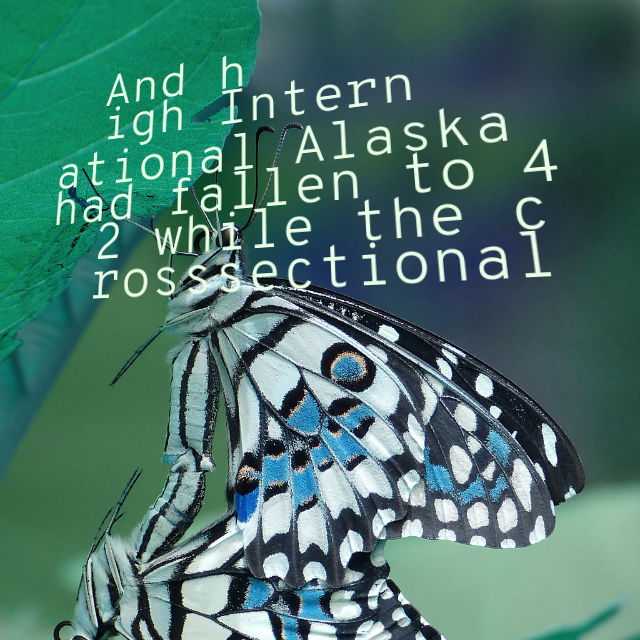 And h
igh Intern
ational Alaska
had fallen to 4
2 while the c
rosssectional